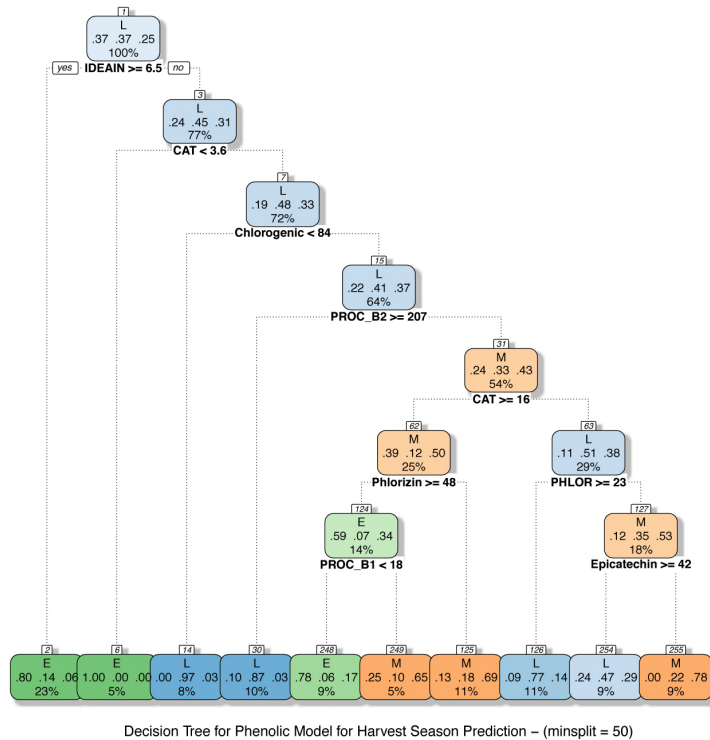 1
L
.37 .37 .25
100%
yes IDEAIN >= 6.5 no
3
L
.24 .45 .31
77%
CAT < 3.6
7
L
.19 .48 .33
72%
Chlorogenic < 84
15
L
.22 .41 .37
64%
PROC_B2 >= 207
31
M
.24 .33 .43
54%
CAT >= 16
62 63
M L
.39 .12 .50 .11 .51 .38
25% 29%
Phlorizin >= 48 PHLOR >= 23
124 127
E M
.59 .07 .34 .12 .35 .53
14% 18%
PROC_B1 < 18 Epicatechin >= 42
2 6 14 30 248 249 125 126 254 255
E E L L E M M L L M
.80 .14 .06 1.00 .00 .00 .00 .97 .03 .10 .87 .03 .78 .06 .17 .25 .10 .65 .13 .18 .69 .09 .77 .14 .24 .47 .29 .00 .22 .78
23% 5% 8% 10% 9% 5% 11% 11% 9% 9%
Decision Tree for Phenolic Model for Harvest Season Prediction − (minsplit = 50)